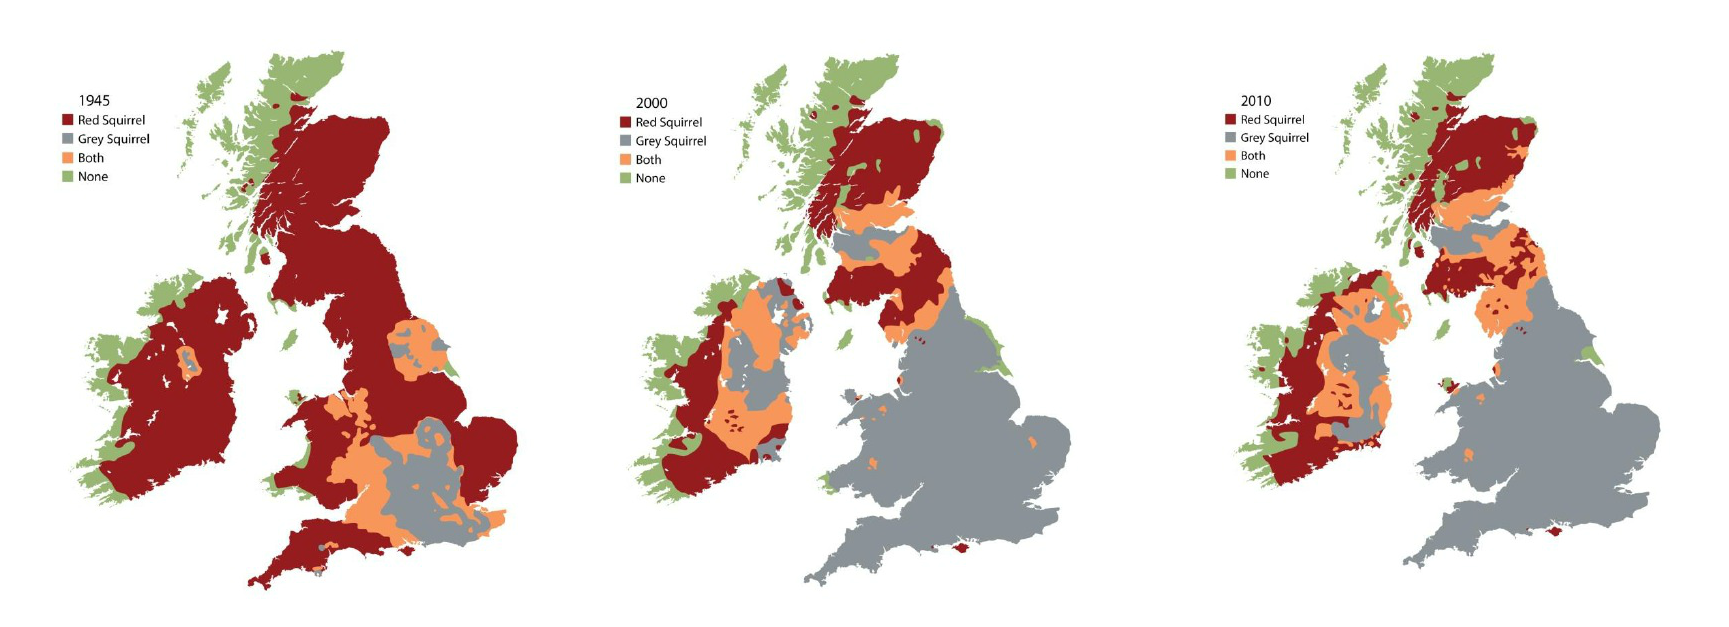 1945
Red Squirrel
Grey Squirrel
Both
None
2000
Red Squirrel
Grey Squirrel
Both
None
2010
Red Squirrel
Grey Squirrel
Both
None